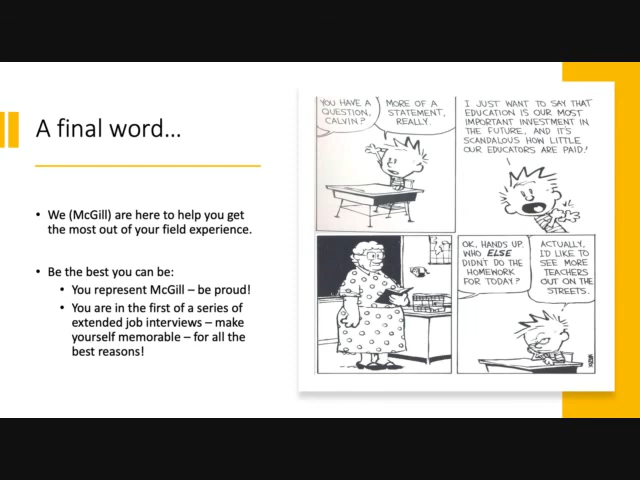 A final word...
• We (McGill) are here to help you get
the most out of your field experience.
• Be the best you can be:
• You represent McGill – be proud!
• You are in the first of a series of
extended job interviews – make
yourself memorable – for all the
best reasons!
YOU HAVE A
QUESTION,
CALVIN?
MORE OF A
STATEMENT,
REALLY.
I JUST WANT TO SAY THAT
EDUCATION IS OUR MOST
IMPORTANT INVESTMENT IN
THE FUTURE, AND IT'S
SCANDALOUS HOW LITTLE
OUR EDUCATORS ARE PAID!
OK, HANDS UP.
WHO ELSE
DIDN'T DO THE
HOMEWORK
FOR TODAY?
ACTUALLY,
I'D LIKE TO
SEE MORE
TEACHERS
OUT ON THE
STREETS.